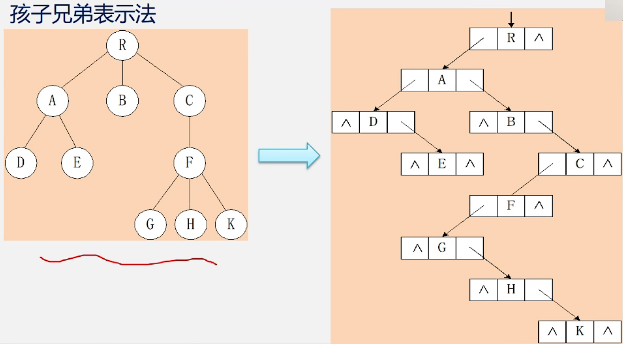 孩子兄弟表示法
R
A B C
D E F
G H K
R ∧
A
∧ D ∧ B
∧ E ∧ C ∧
F ∧
∧ G
∧ H
∧ K ∧